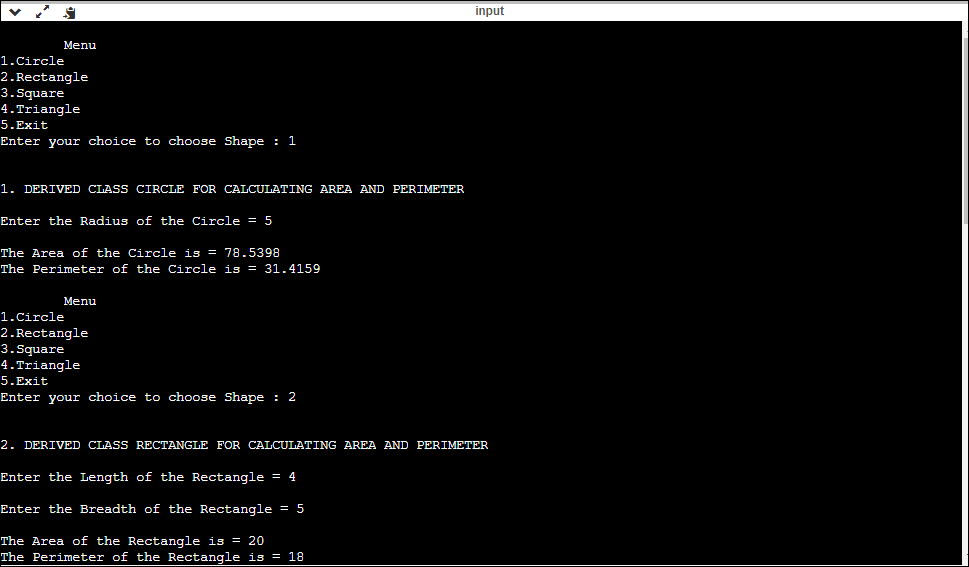 input
Menu
1.Circle
2.Rectangle
3.Square
4.Triangle
5.Exit
Enter your choice to choose Shape : 1
1. DERIVED CLASS CIRCLE FOR CALCULATING AREA AND PERIMETER
Enter the Radius of the Circle = 5
The Area of the Circle is = 78.5398
The Perimeter of the Circle is = 31.4159
Menu
1.Circle
2.Rectangle
3.Square
4.Triangle
5.Exit
Enter your choice to choose Shape : 2
2. DERIVED CLASS RECTANGLE FOR CALCULATING AREA AND PERIMETER
Enter the Length of the Rectangle = 4
Enter the Breadth of the Rectangle = 5
The Area of the Rectangle is = 20
The Perimeter of the Rectangle is = 18